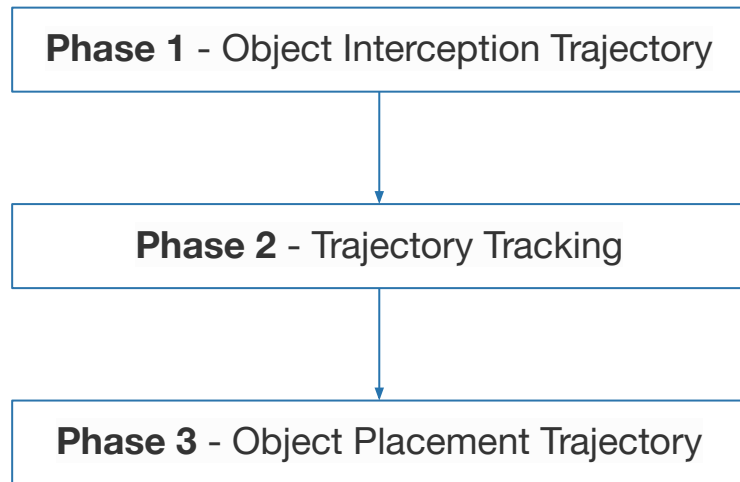 Phase 1 - Object Interception Trajectory
Phase 2 - Trajectory Tracking
Phase 3 - Object Placement Trajectory